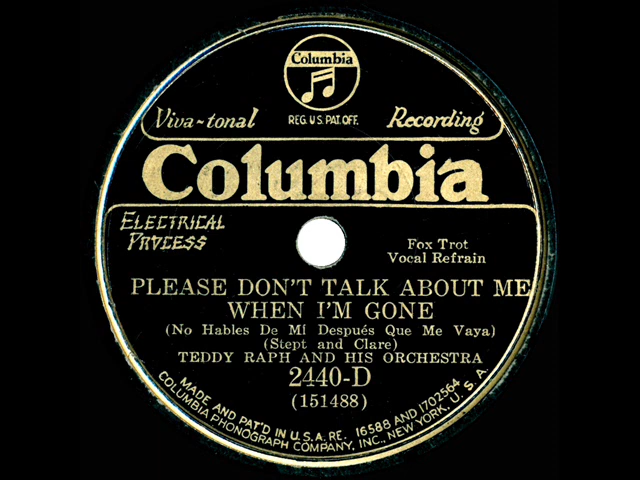 Columbia
REG. U.S. PAT. OFF.
Viva-tonal Recording
Columbia
ELECTRICAL
PROCESS
Fox Trot
Vocal Refrain
PLEASE DON'T TALK ABOUT ME
WHEN I'M GONE
(No Hables De Mí Después Que Me Vaya)
(Stept and Clare)
TEDDY RAPH AND HIS ORCHESTRA
2440-D
(151488)
MADE AND PAT'D IN U.S.A. RE. 16588 AND 1702564
COLUMBIA PHONOGRAPH COMPANY, INC., NEW YORK, U.S.A.